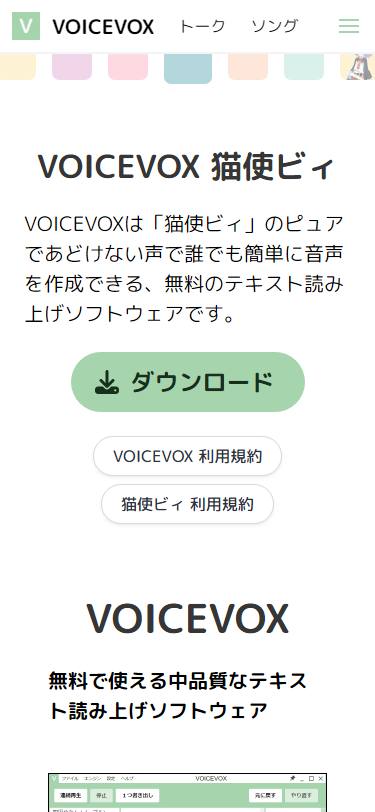 V VOICEVOX トーク ソング
VOICEVOX 猫使ビィ
VOICEVOXは「猫使ビィ」のピュア
であどけない声で誰でも簡単に音声
を作成できる、無料のテキスト読み
上げソフトウェアです。
ダウンロード
VOICEVOX 利用規約
猫使ビィ 利用規約
VOICEVOX
無料で使える中品質なテキス
ト読み上げソフトウェア
V ファイル エンジン 設定 ヘルプ VOICEVOX
連続再生 停止 1つ書き出し 元に戻す やり直す